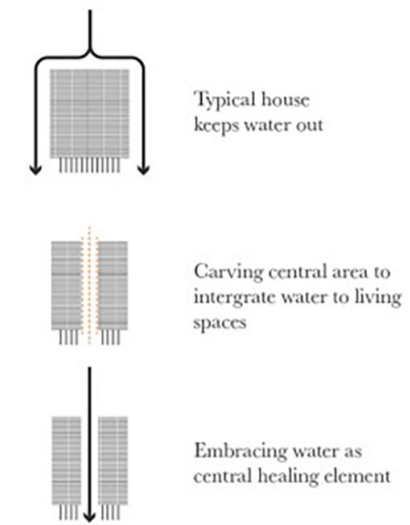 Typical house
keeps water out
Carving central area to
intergrate water to living
spaces
Embracing water as
central healing element